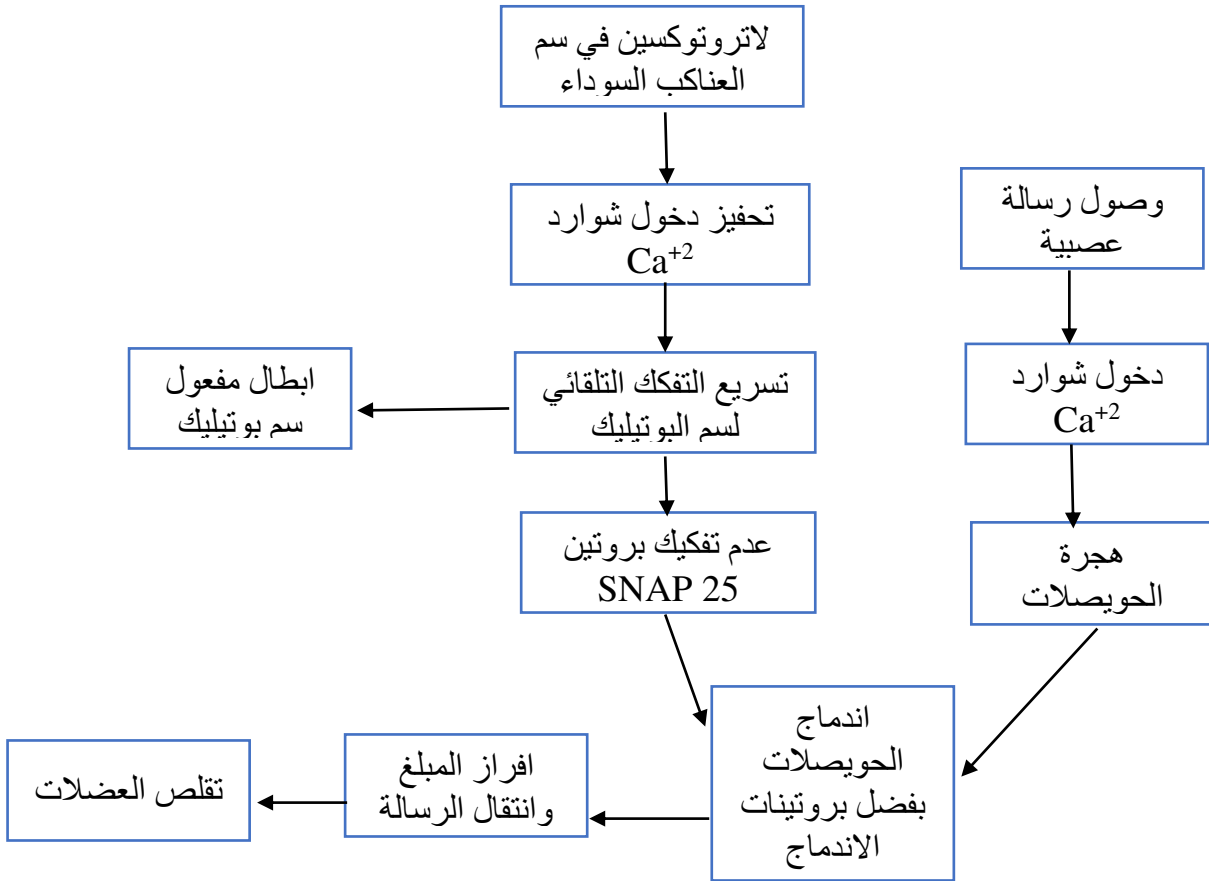 لاتروتوكسين في سم
العناكب السوداء
وصول رسالة
عصبية
تحفيز دخول شوارد
Ca⁺²
دخول شوارد
Ca⁺²
تسريع التفكك التلقائي
لسم البوتيليك
ابطال مفعول
سم بوتيليك
هجرة
الحويصلات
عدم تفكيك بروتين
SNAP 25
اندماج
الحويصلات
بفضل بروتينات
الاندماج
افراز المبلغ
وانتقال الرسالة
تقلص العضلات